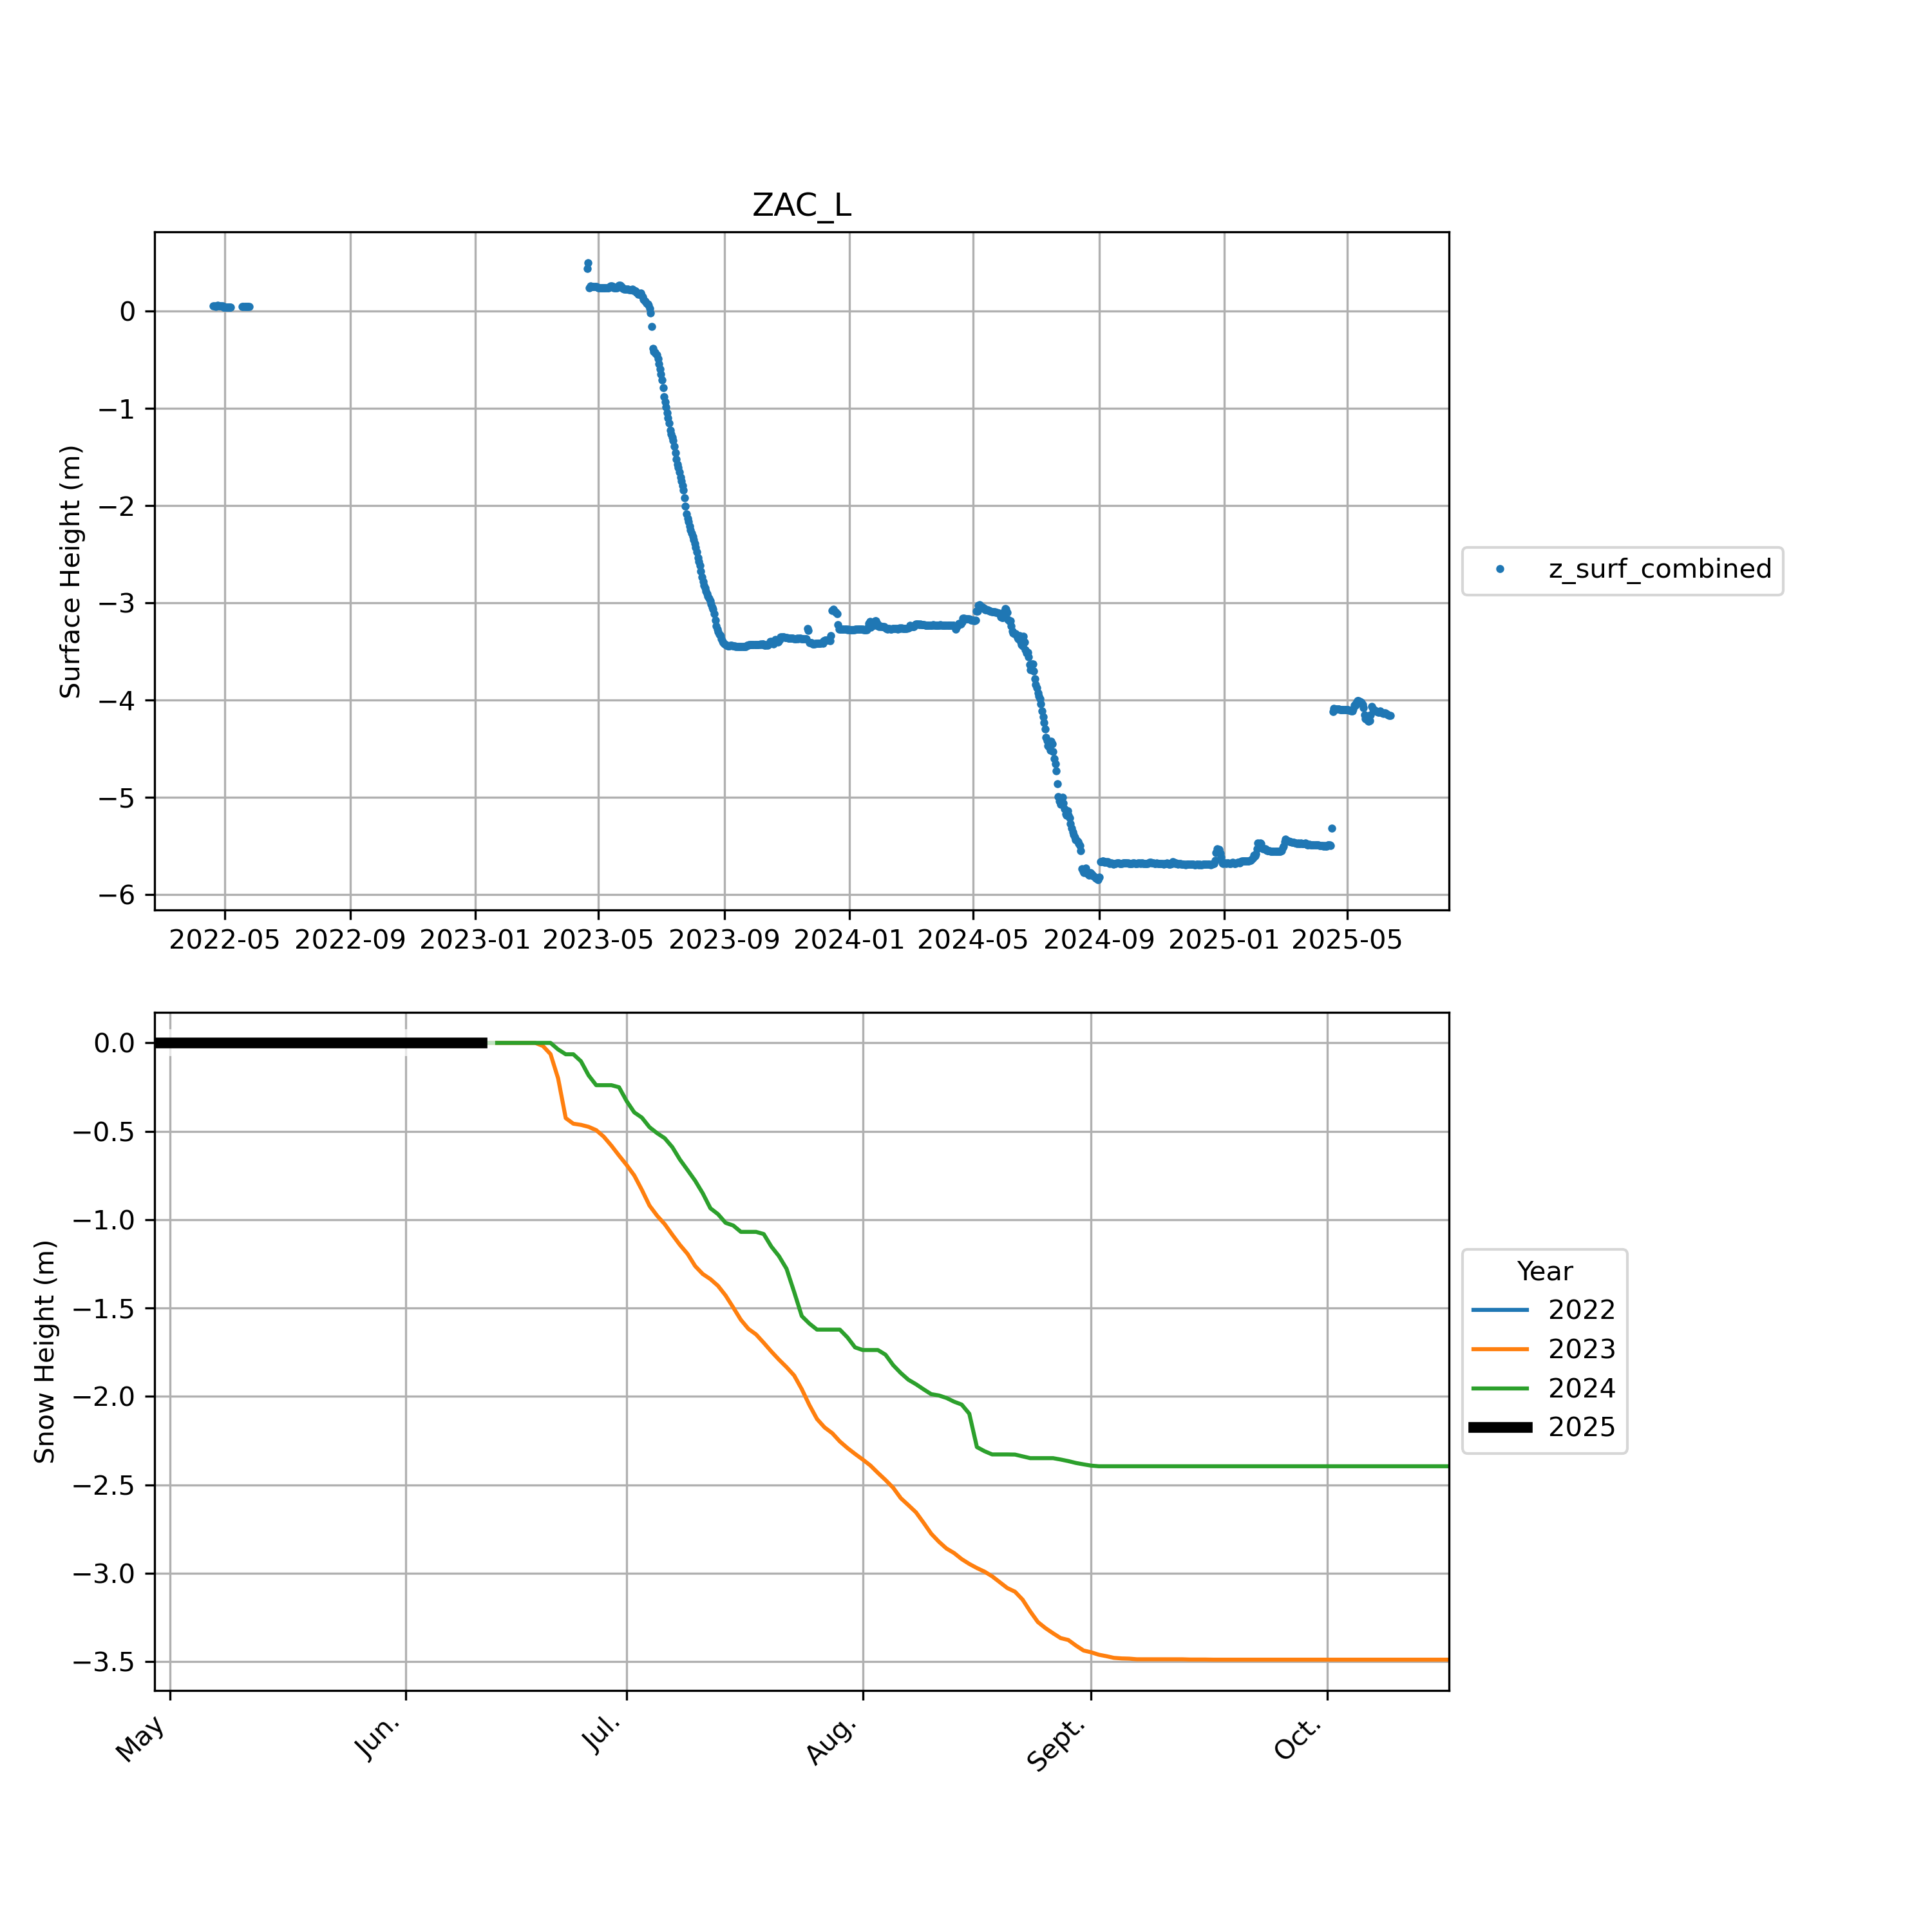 ZAC_L
Surface Height (m)
0
−1
−2
−3
−4
−5
−6
2022-05 2022-09 2023-01 2023-05 2023-09 2024-01 2024-05 2024-09 2025-01 2025-05
z_surf_combined
Snow Height (m)
0.0
−0.5
−1.0
−1.5
−2.0
−2.5
−3.0
−3.5
May Jun. Jul. Aug. Sept. Oct.
Year
2022
2023
2024
2025